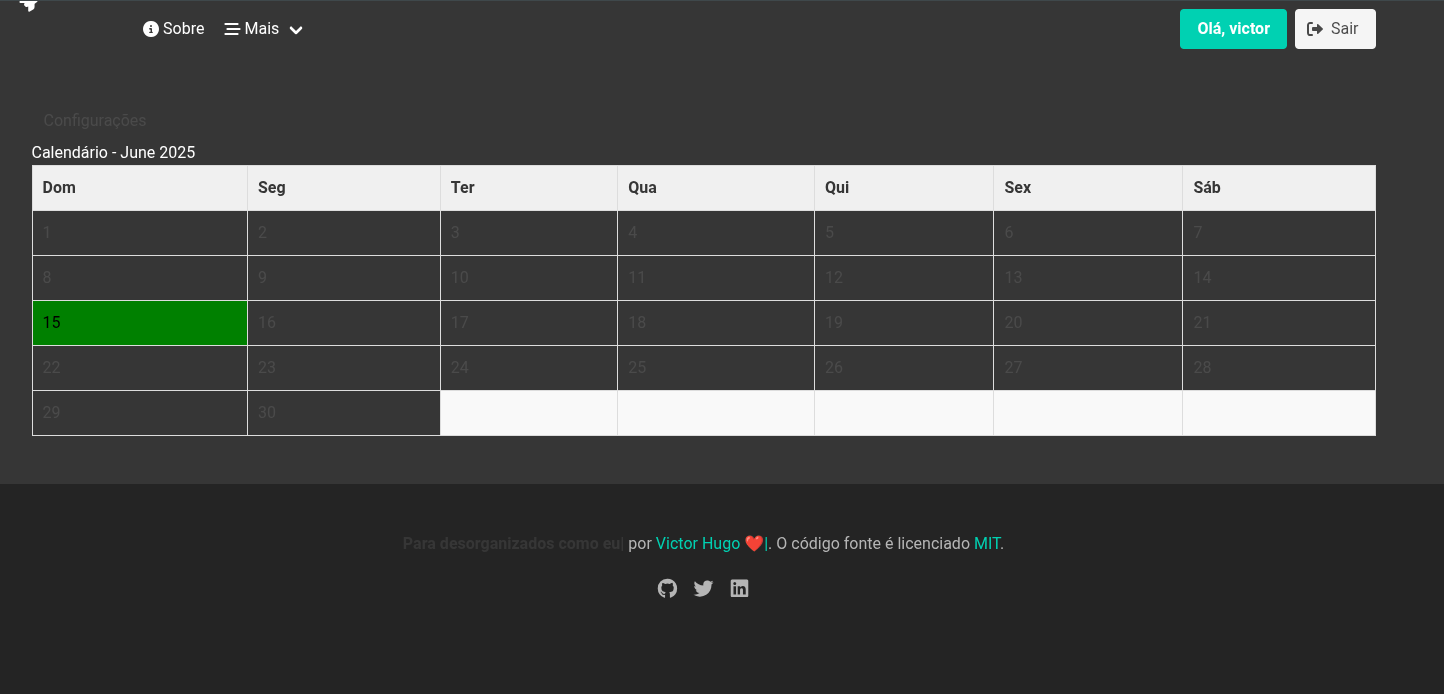 Sobre Mais Olá, victor Sair
Configurações
Calendário - June 2025
Dom Seg Ter Qua Qui Sex Sáb
1 2 3 4 5 6 7
8 9 10 11 12 13 14
15 16 17 18 19 20 21
22 23 24 25 26 27 28
29 30
Para desorganizados como eu| por Victor Hugo ❤️|. O código fonte é licenciado MIT.